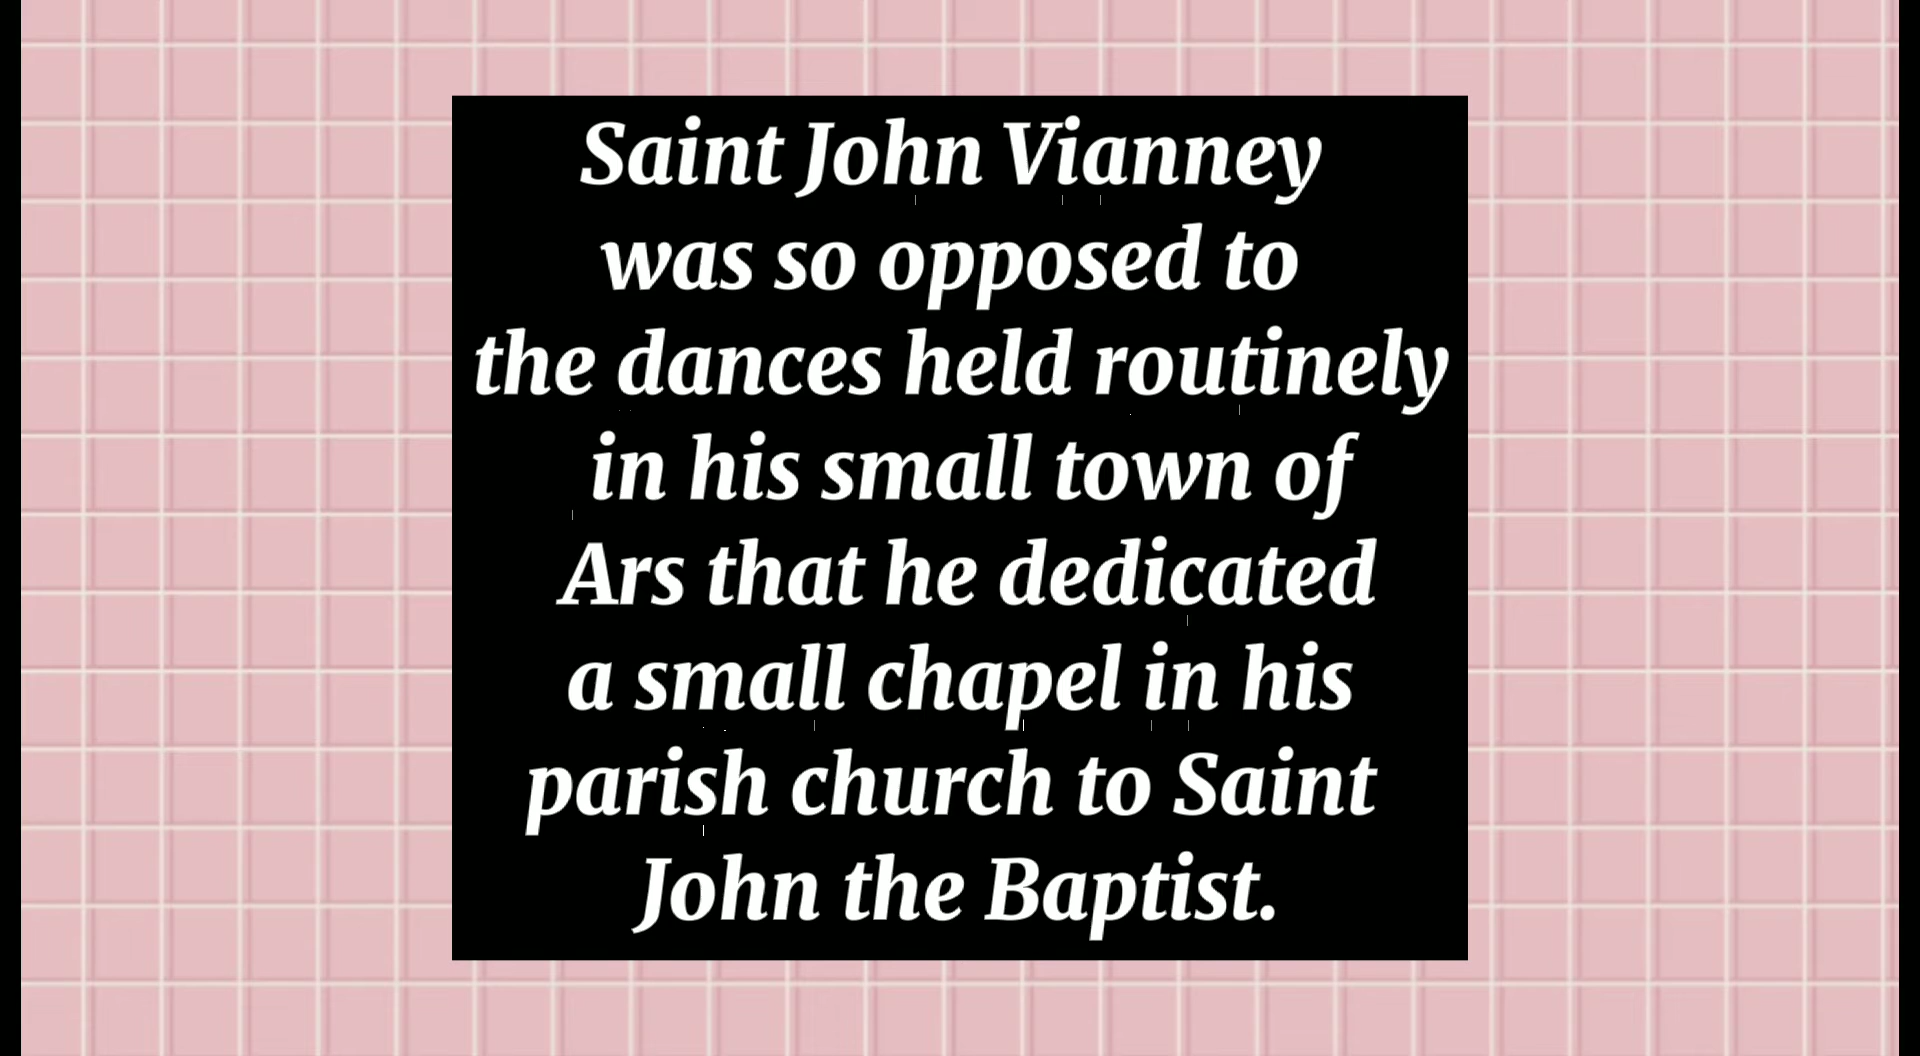 Saint John Vianney
was so opposed to
the dances held routinely
in his small town of
Ars that he dedicated
a small chapel in his
parish church to Saint
John the Baptist.